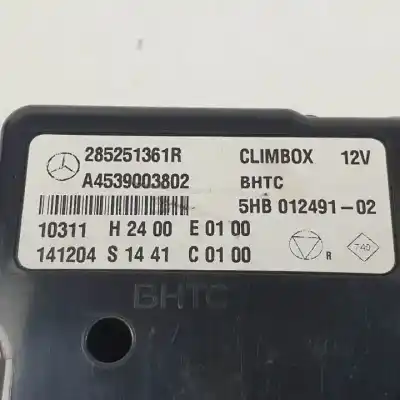 285251361R CLIMBOX 12V
A4539003802 BHTC
5HB 012491-02
10311 H 24 00 E 01 00
141204 S 14 41 C 01 00
R
740
BHTC